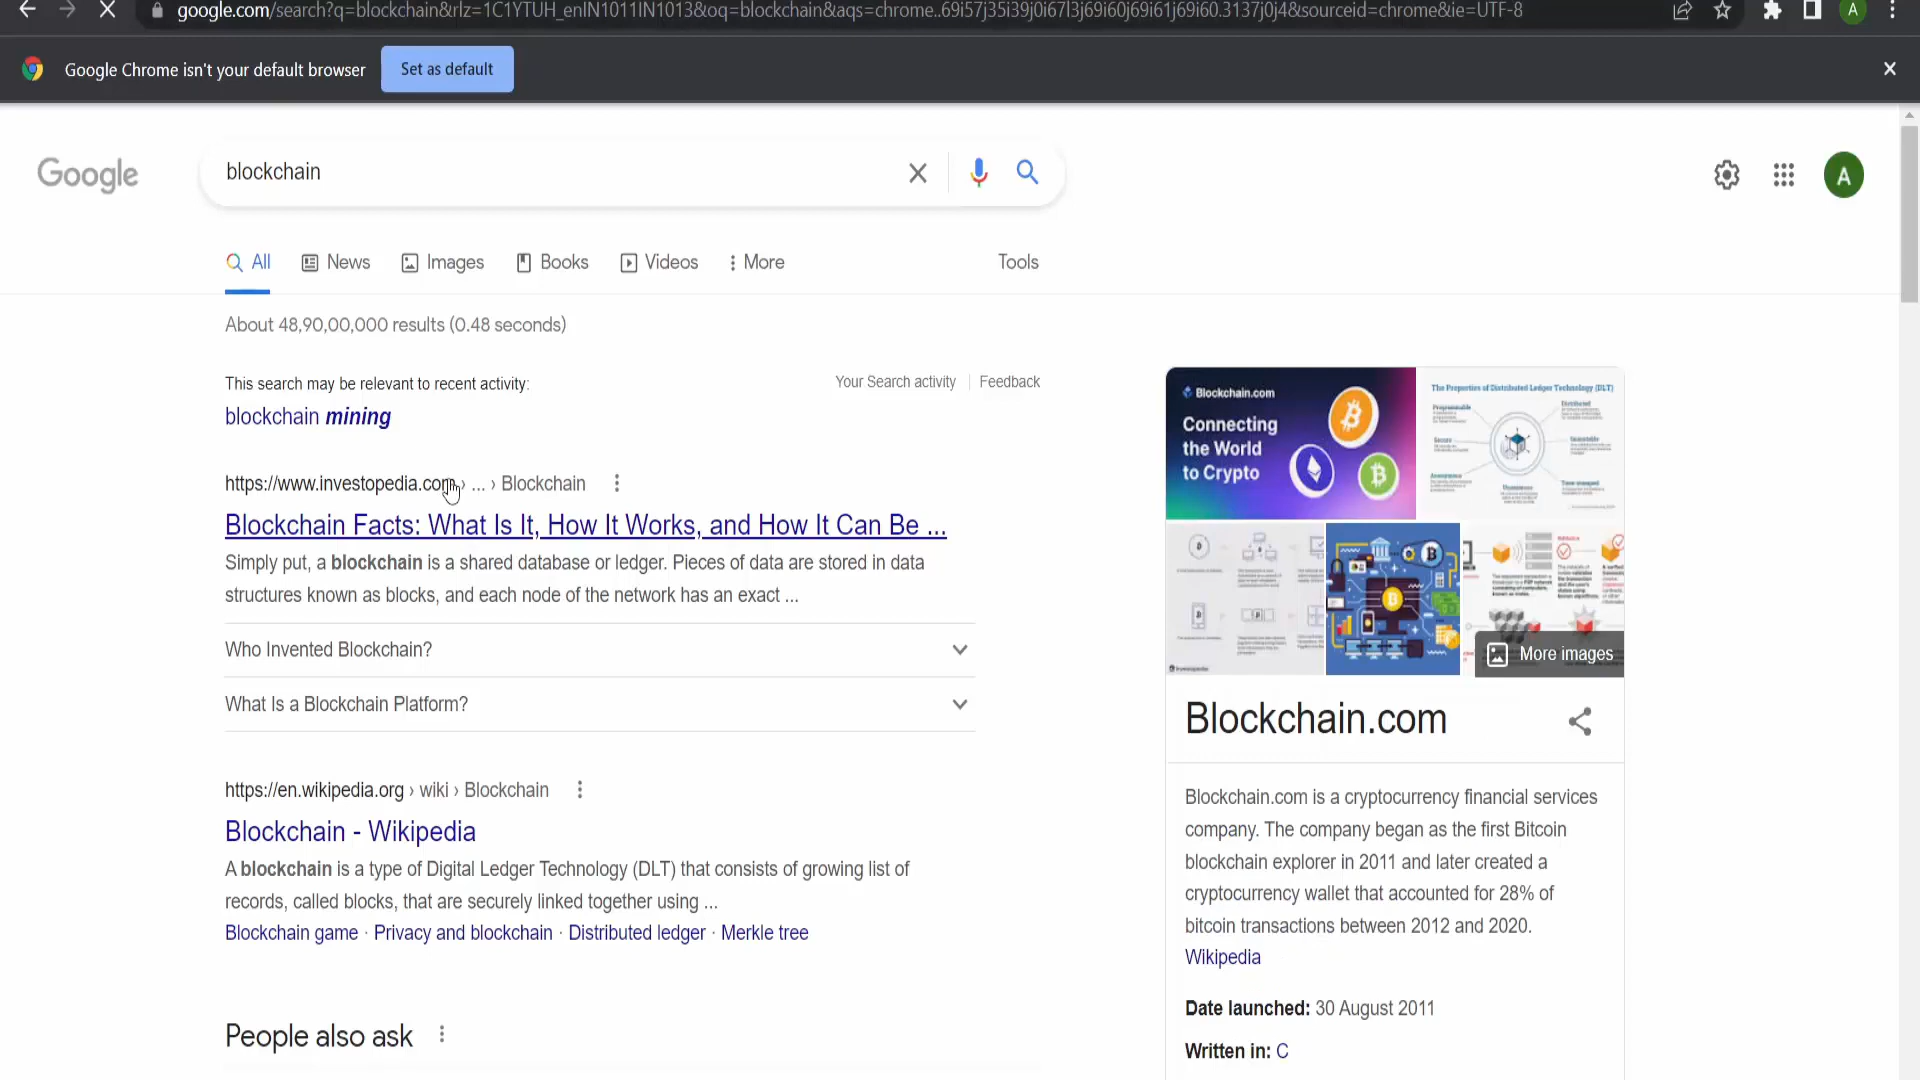 google.com/search?q=blockchain&rlz=1C1YTUH_enIN1011IN1013&oq=blockchain&aqs=chrome..69i57j35i39j0i67l3j69i60j69i61j69i60.3137j0j4&sourceid=chrome&ie=UTF-8
A
Google Chrome isn't your default browser
Set as default
Google
blockchain
A
All
News
Images
Books
Videos
More
Tools
About 48,90,00,000 results (0.48 seconds)
This search may be relevant to recent activity:
Your Search activity
Feedback
blockchain mining
https://www.investopedia.com › ... › Blockchain
Blockchain Facts: What Is It, How It Works, and How It Can Be ...
Simply put, a blockchain is a shared database or ledger. Pieces of data are stored in data
structures known as blocks, and each node of the network has an exact ...
Who Invented Blockchain?
What Is a Blockchain Platform?
https://en.wikipedia.org › wiki › Blockchain
Blockchain - Wikipedia
A blockchain is a type of Digital Ledger Technology (DLT) that consists of growing list of
records, called blocks, that are securely linked together using ...
Blockchain game · Privacy and blockchain · Distributed ledger · Merkle tree
People also ask
Blockchain.com
Connecting
the World
to Crypto
The Properties of Distributed Ledger Technology (DLT)
Programmable
Distributed
Secure
Anonymous
Unanimous
Time-stamped
More images
Blockchain.com
Blockchain.com is a cryptocurrency financial services
company. The company began as the first Bitcoin
blockchain explorer in 2011 and later created a
cryptocurrency wallet that accounted for 28% of
bitcoin transactions between 2012 and 2020.
Wikipedia
Date launched: 30 August 2011
Written in: C